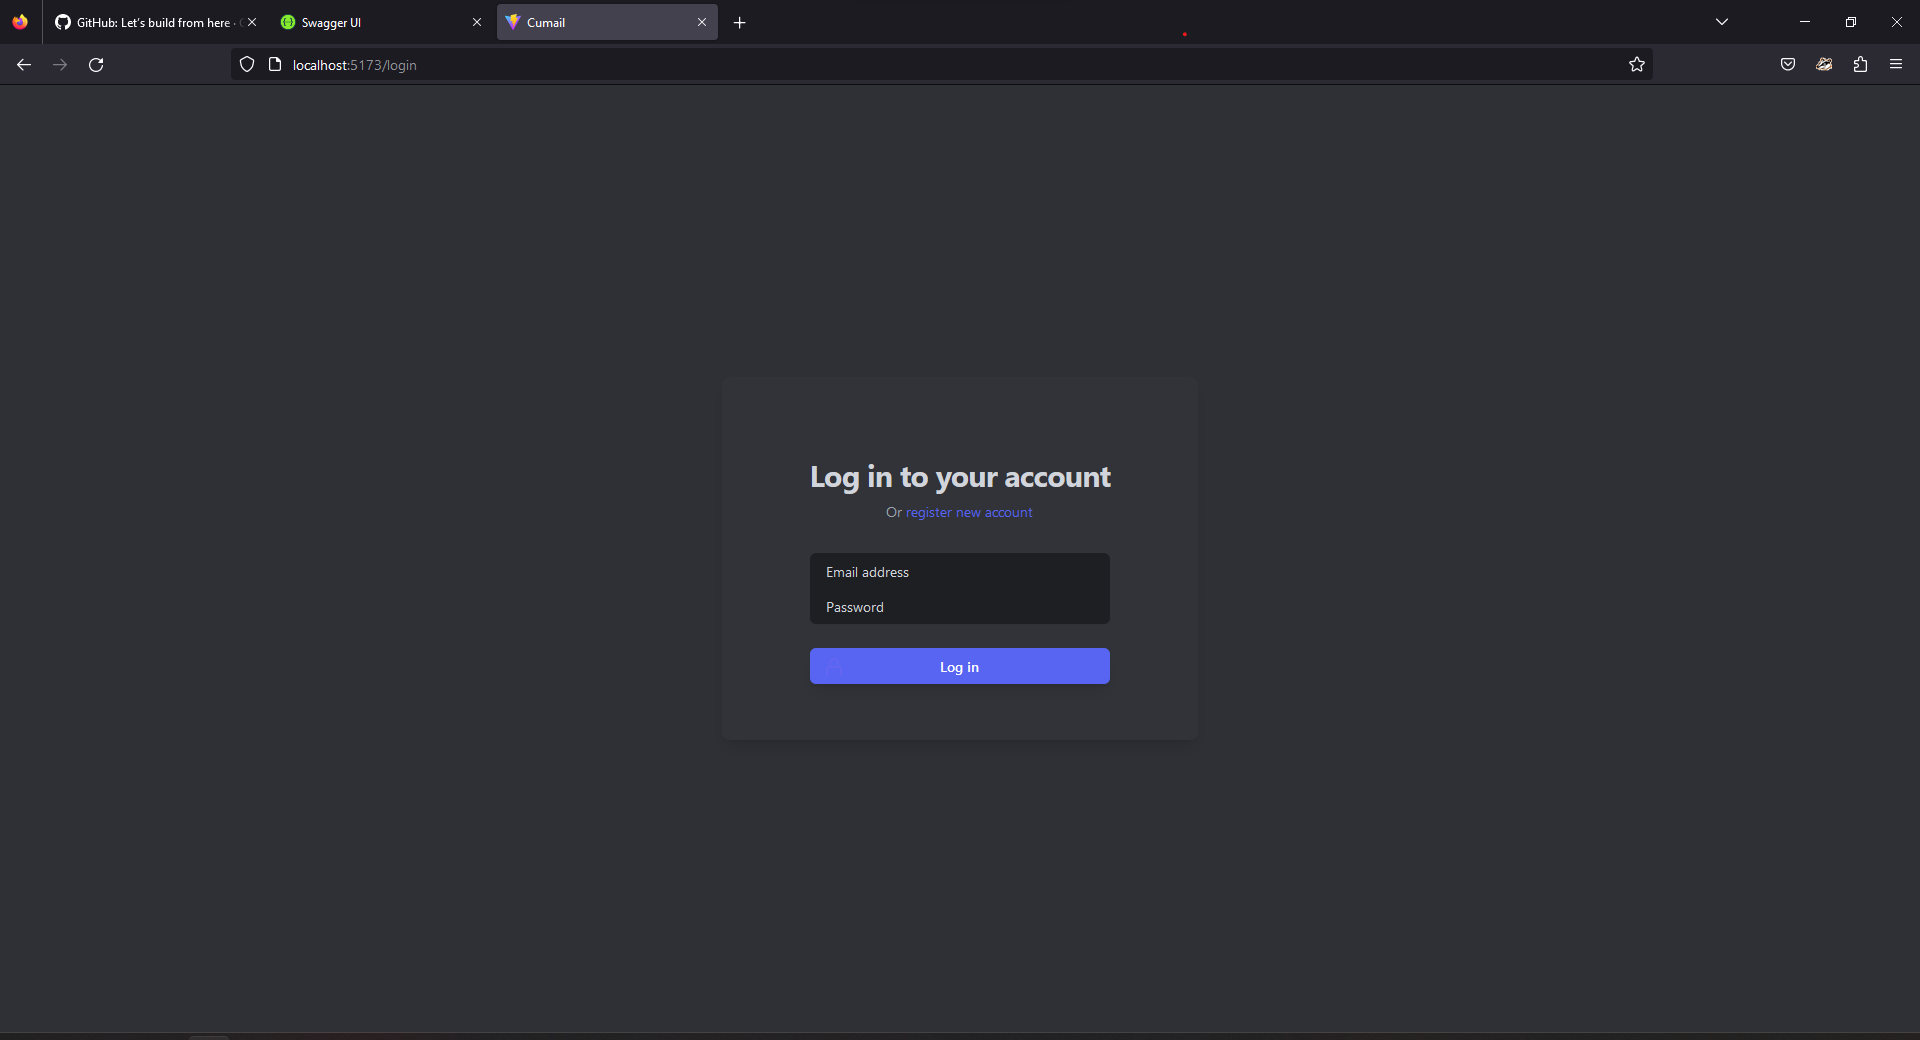 GitHub: Let's build from here ·
Swagger UI
Cumail
localhost:5173/login
Log in to your account
Or register new account
Email address
Password
Log in